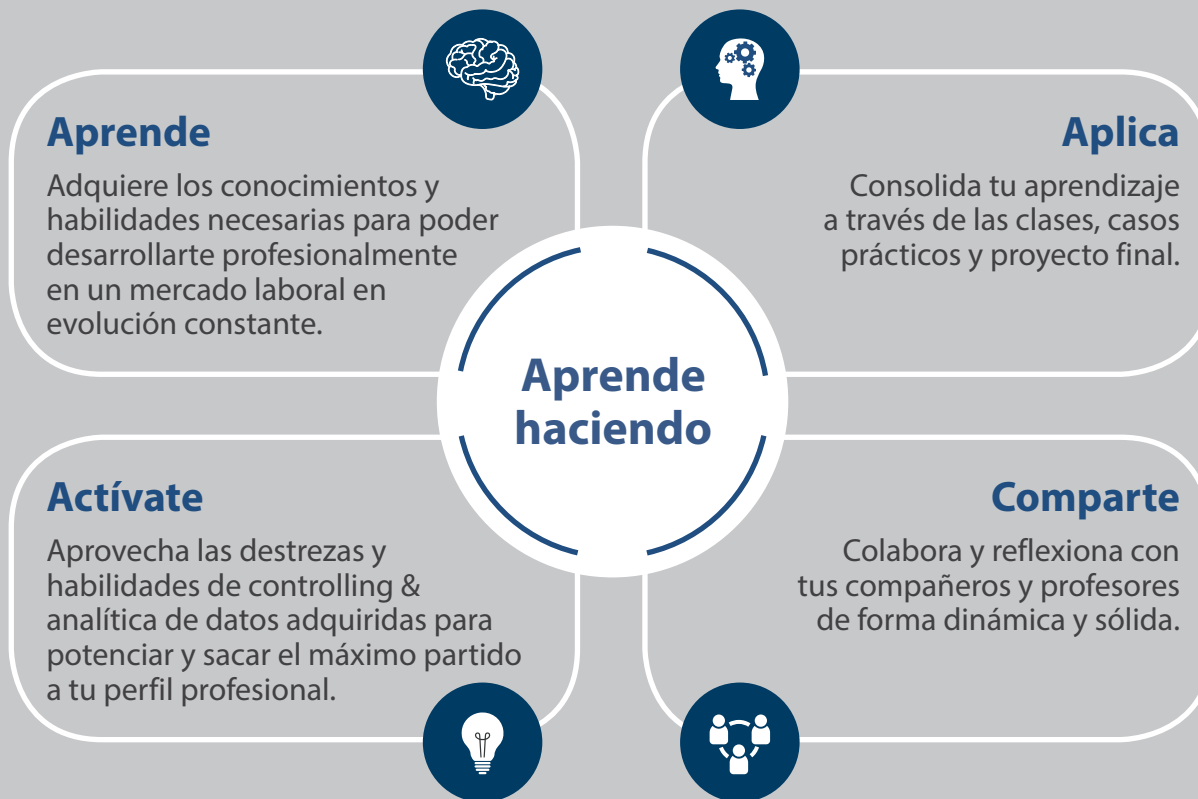 Aprende
Adquiere los conocimientos y
habilidades necesarias para poder
desarrollarte profesionalmente
en un mercado laboral en
evolución constante.
Aplica
Consolida tu aprendizaje
a través de las clases, casos
prácticos y proyecto final.
Aprende
haciendo
Actívate
Aprovecha las destrezas y
habilidades de controlling &
analítica de datos adquiridas para
potenciar y sacar el máximo partido
a tu perfil profesional.
Comparte
Colabora y reflexiona con
tus compañeros y profesores
de forma dinámica y sólida.